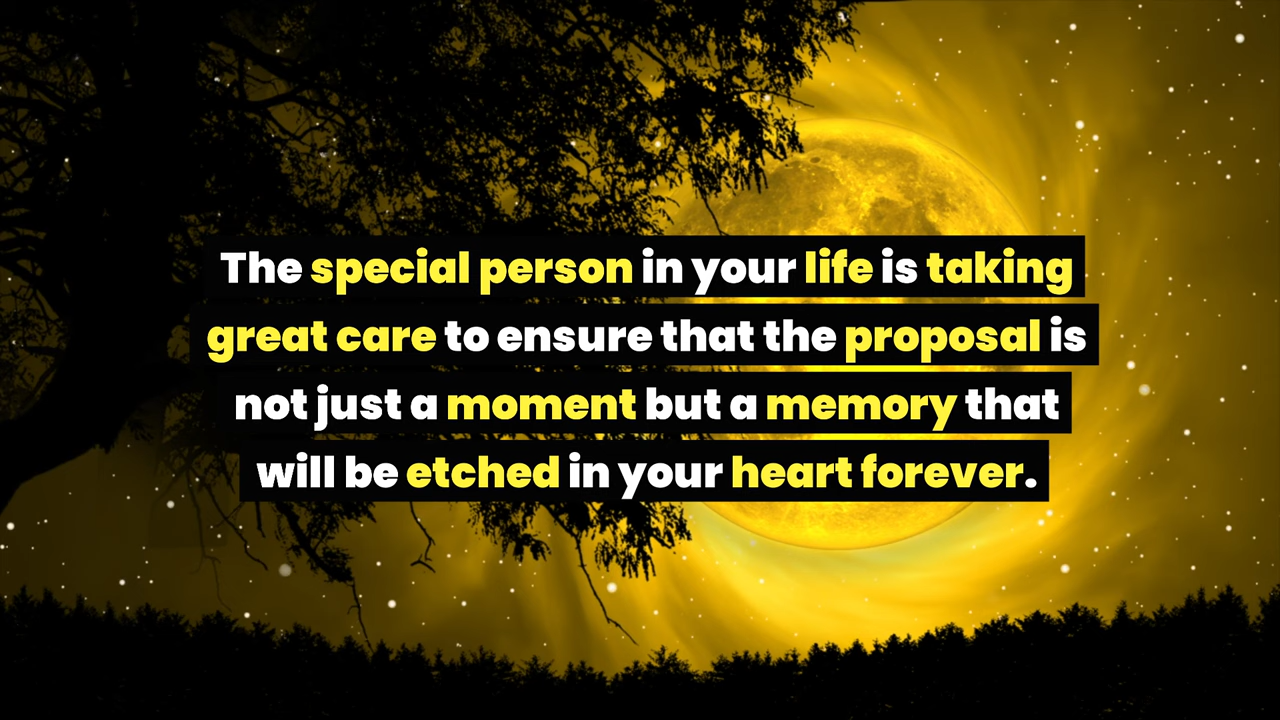 The special person in your life is taking
great care to ensure that the proposal is
not just a moment but a memory that
will be etched in your heart forever.